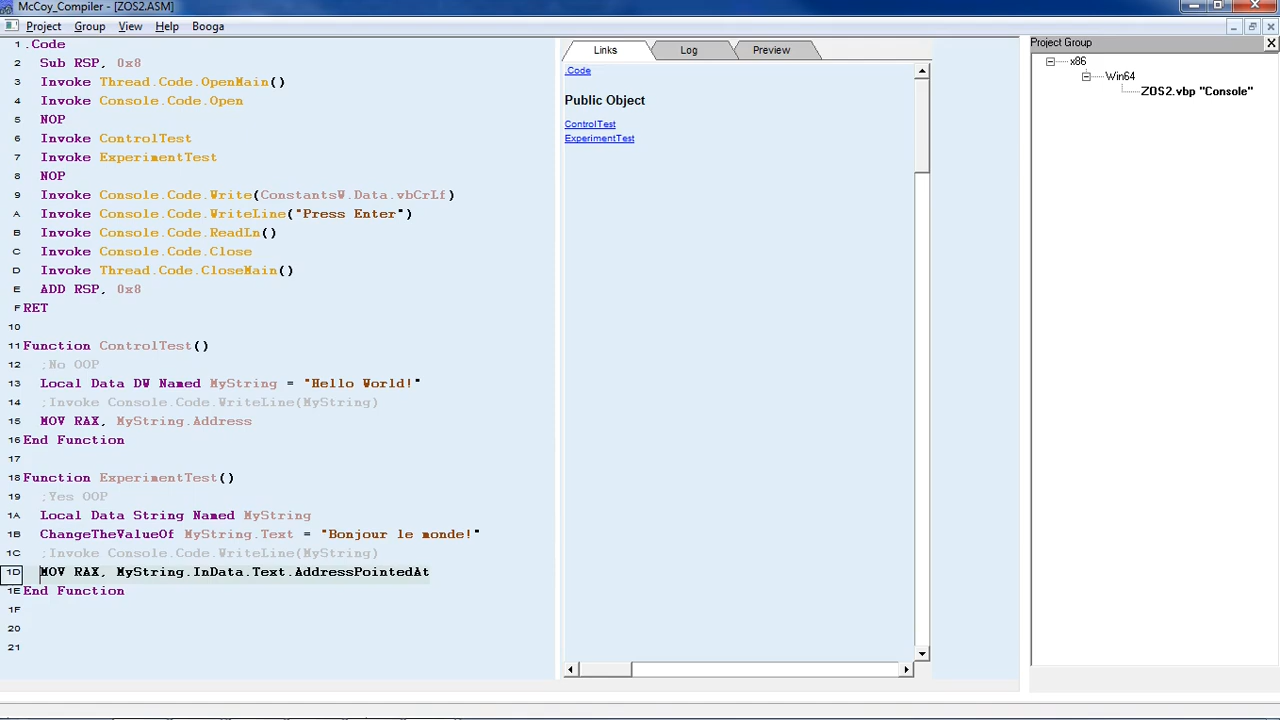 McCoy_Compiler - [ZOS2.ASM]
Project Group View Help Booga
1 .Code
2 Sub RSP, 0x8
3 Invoke Thread.Code.OpenMain()
4 Invoke Console.Code.Open
5 NOP
6 Invoke ControlTest
7 Invoke ExperimentTest
8 NOP
9 Invoke Console.Code.Write(ConstantsW.Data.vbCrLf)
A Invoke Console.Code.WriteLine("Press Enter")
B Invoke Console.Code.ReadLn()
C Invoke Console.Code.Close
D Invoke Thread.Code.CloseMain()
E ADD RSP, 0x8
F RET
10
11 Function ControlTest()
12 ;No OOP
13 Local Data DW Named MyString = "Hello World!"
14 ;Invoke Console.Code.WriteLine(MyString)
15 MOV RAX, MyString.Address
16 End Function
17
18 Function ExperimentTest()
19 ;Yes OOP
1A Local Data String Named MyString
1B ChangeTheValueOf MyString.Text = "Bonjour le monde!"
1C ;Invoke Console.Code.WriteLine(MyString)
1D MOV RAX, MyString.InData.Text.AddressPointedAt
1E End Function
1F
20
21
Links Log Preview
.Code
Public Object
ControlTest
ExperimentTest
Project Group
x86
Win64
ZOS2.vbp "Console"